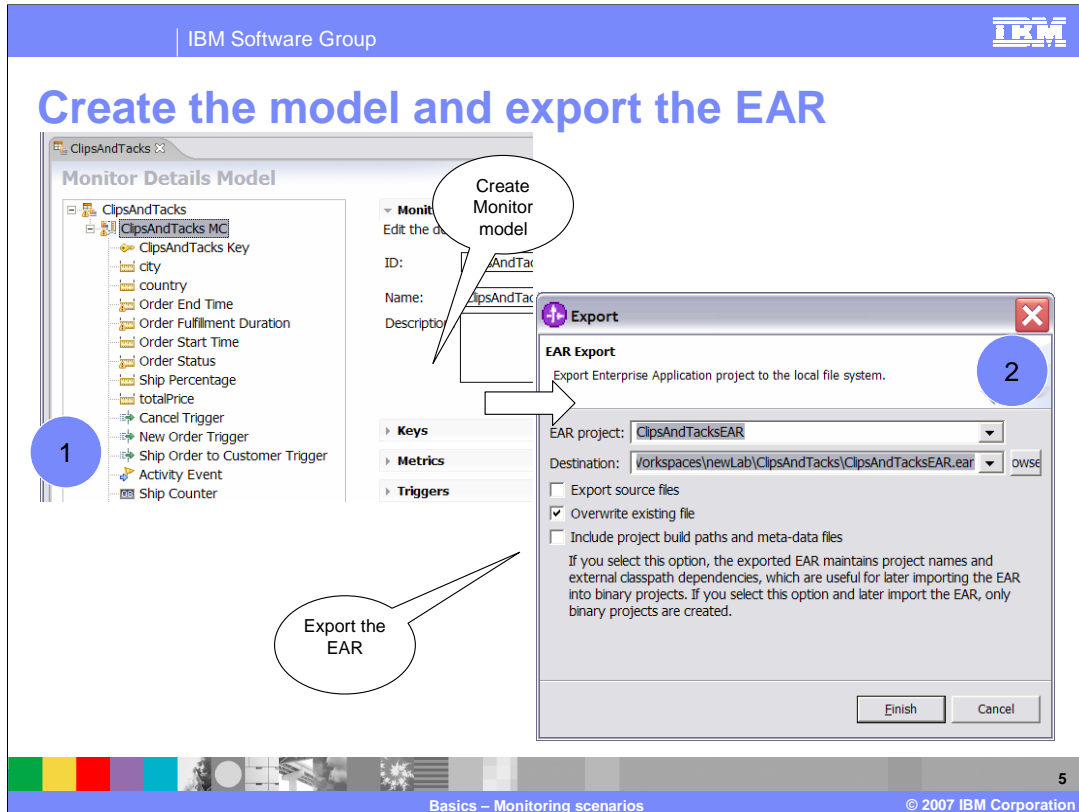 IBM Software Group
IBM
Create the model and export the EAR
ClipsAndTacks
Monitor Details Model
ClipsAndTacks
ClipsAndTacks MC
ClipsAndTacks Key
city
country
Order End Time
Order Fulfillment Duration
Order Start Time
Order Status
Ship Percentage
totalPrice
Cancel Trigger
New Order Trigger
Ship Order to Customer Trigger
Activity Event
Ship Counter
1
Edit the
ID:
Name:
Keys
Metrics
Triggers
Create
Monitor
model
Export
EAR Export
Export Enterprise Application project to the local file system.
2
EAR project: ClipsAndTacksEAR
Destination: Vorkspaces\newLab\ClipsAndTacks\ClipsAndTacksEAR.ear owse
Export source files
Overwrite existing file
Include project build paths and meta-data files
If you select this option, the exported EAR maintains project names and
external classpath dependencies, which are useful for later importing the EAR
into binary projects. If you select this option and later import the EAR, only
binary projects are created.
Finish Cancel
Export the
EAR
5
Basics – Monitoring scenarios
© 2007 IBM Corporation